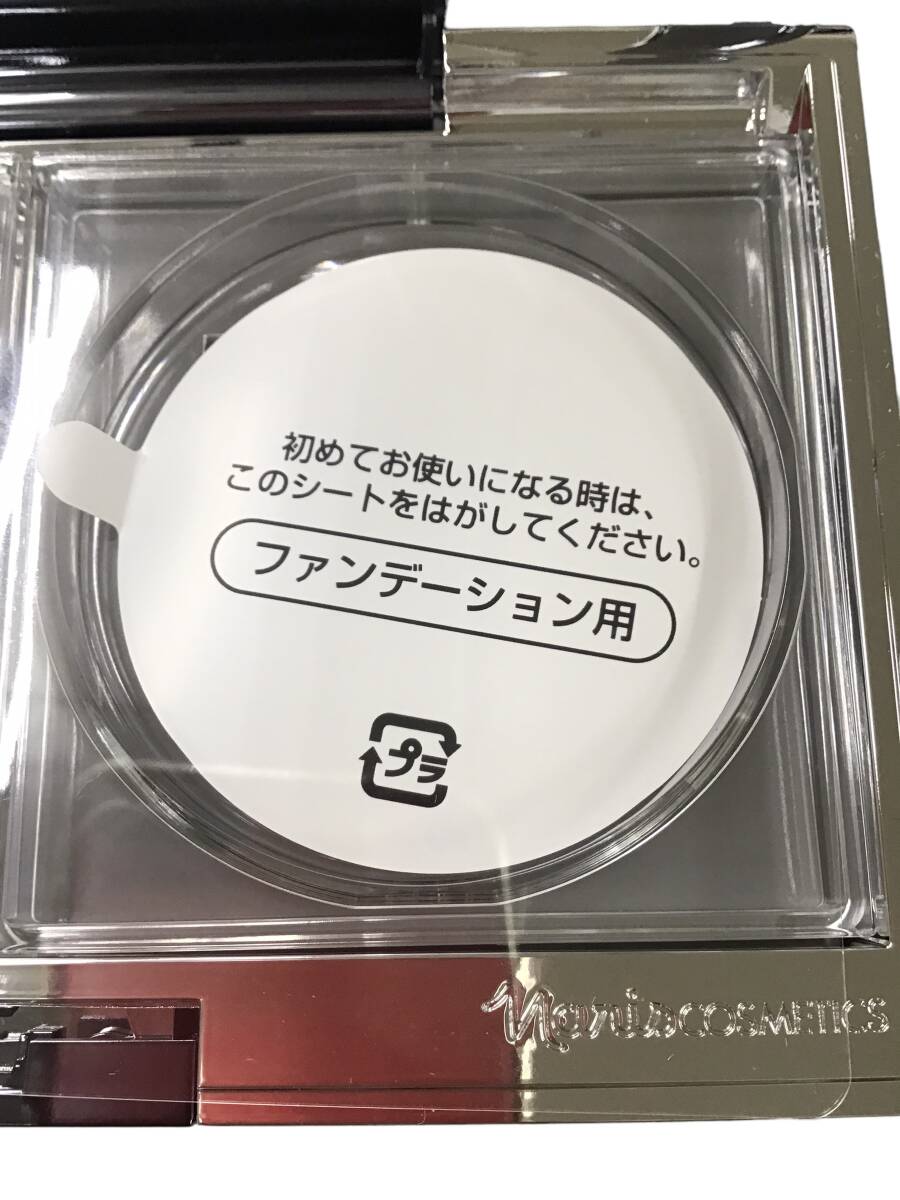 初めてお使いになる時は、
このシートをはがしてください。
ファンデーション用
プラ
Naris COSMETICS